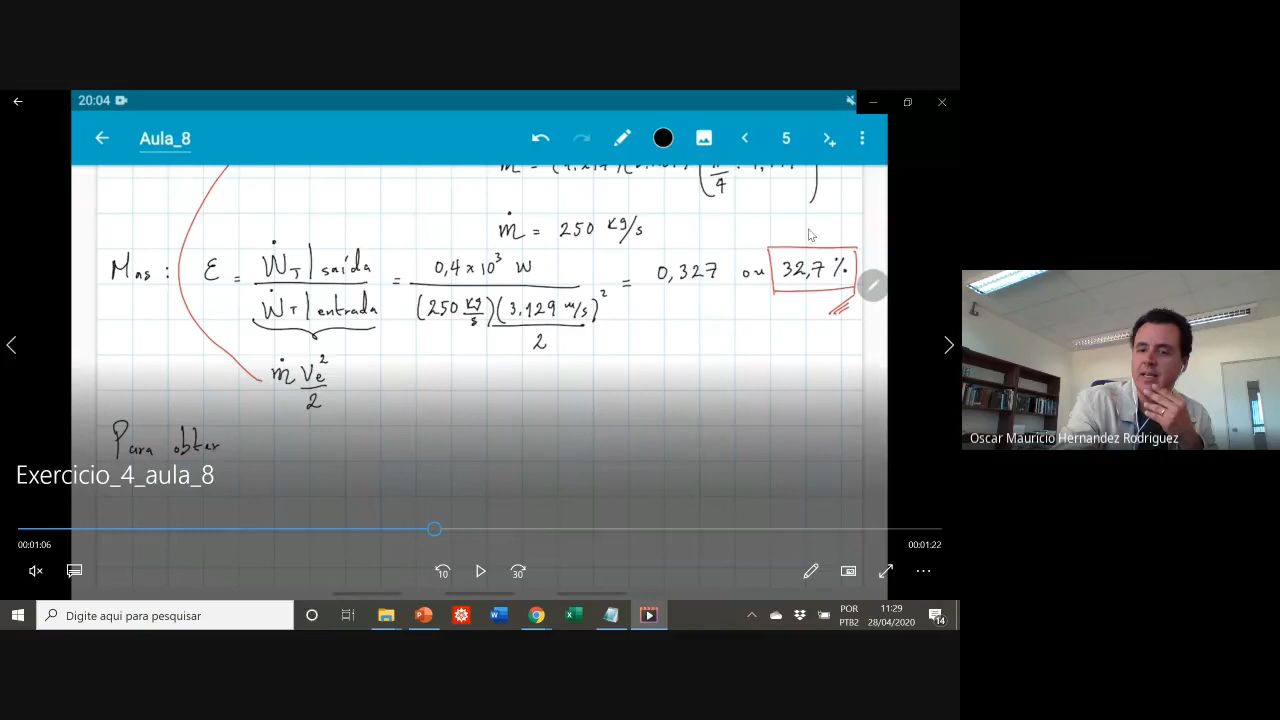 20:04
Aula_8
5
ṁ = 250 kg/s
Mas : ε = Ẇ_T| saída / Ẇ_T| entrada = 0,4 x 10³ W / (250 kg/s)(3,129 m/s)² / 2 = 0,327 ou 32,7 %
ṁ Ve² / 2
Para obter
Exercicio_4_aula_8
00:01:06
00:01:22
10
30
Oscar Mauricio Hernandez Rodriguez
Digite aqui para pesquisar
POR
PTB2
11:29
28/04/2020
14